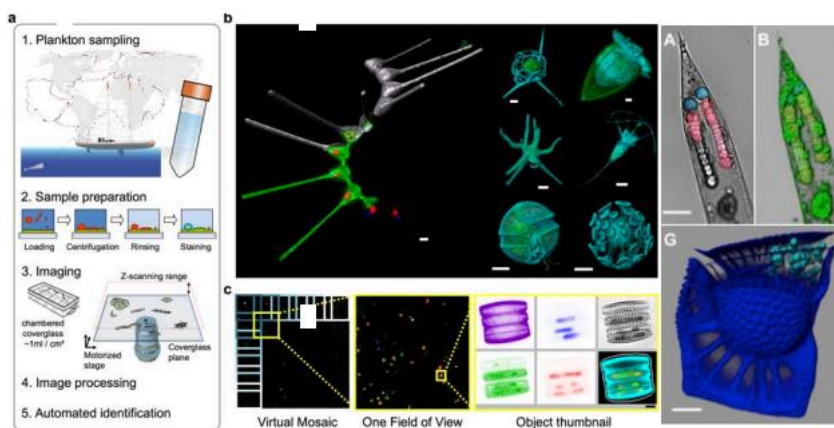 a
1. Plankton sampling
2. Sample preparation
Loading
Centrifugation
Rinsing
Staining
3. Imaging
Z-scanning range
chambered
coverglass
~1ml / cm²
Motorized
stage
Coverglass
plane
4. Image processing
5. Automated identification
b
c
Virtual Mosaic
One Field of View
Object thumbnail
A
B
G